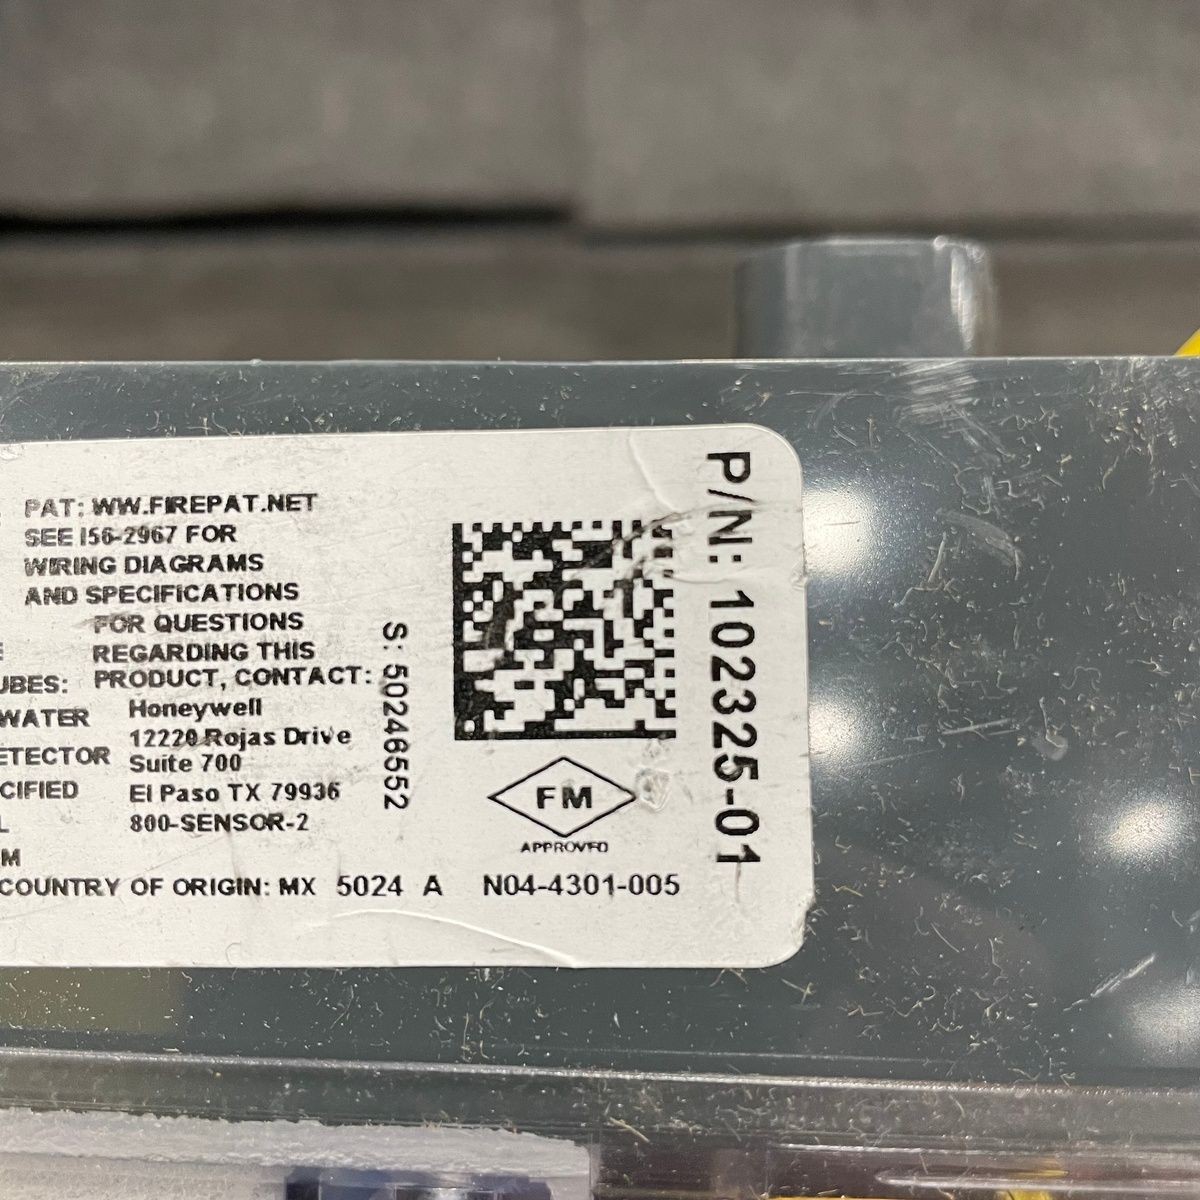 PAT: WW.FIREPAT.NET
SEE I56-2967 FOR
WIRING DIAGRAMS
AND SPECIFICATIONS
FOR QUESTIONS
REGARDING THIS
PRODUCT, CONTACT:
Honeywell
12220 Rojas Drive
Suite 700
El Paso TX 79936
800-SENSOR-2
UBES:
WATER
ETECTOR
CIFIED
L
M
COUNTRY OF ORIGIN: MX 5024 A N04-4301-005
S: 50246552
FM
APPROVED
P/N: 102325-01